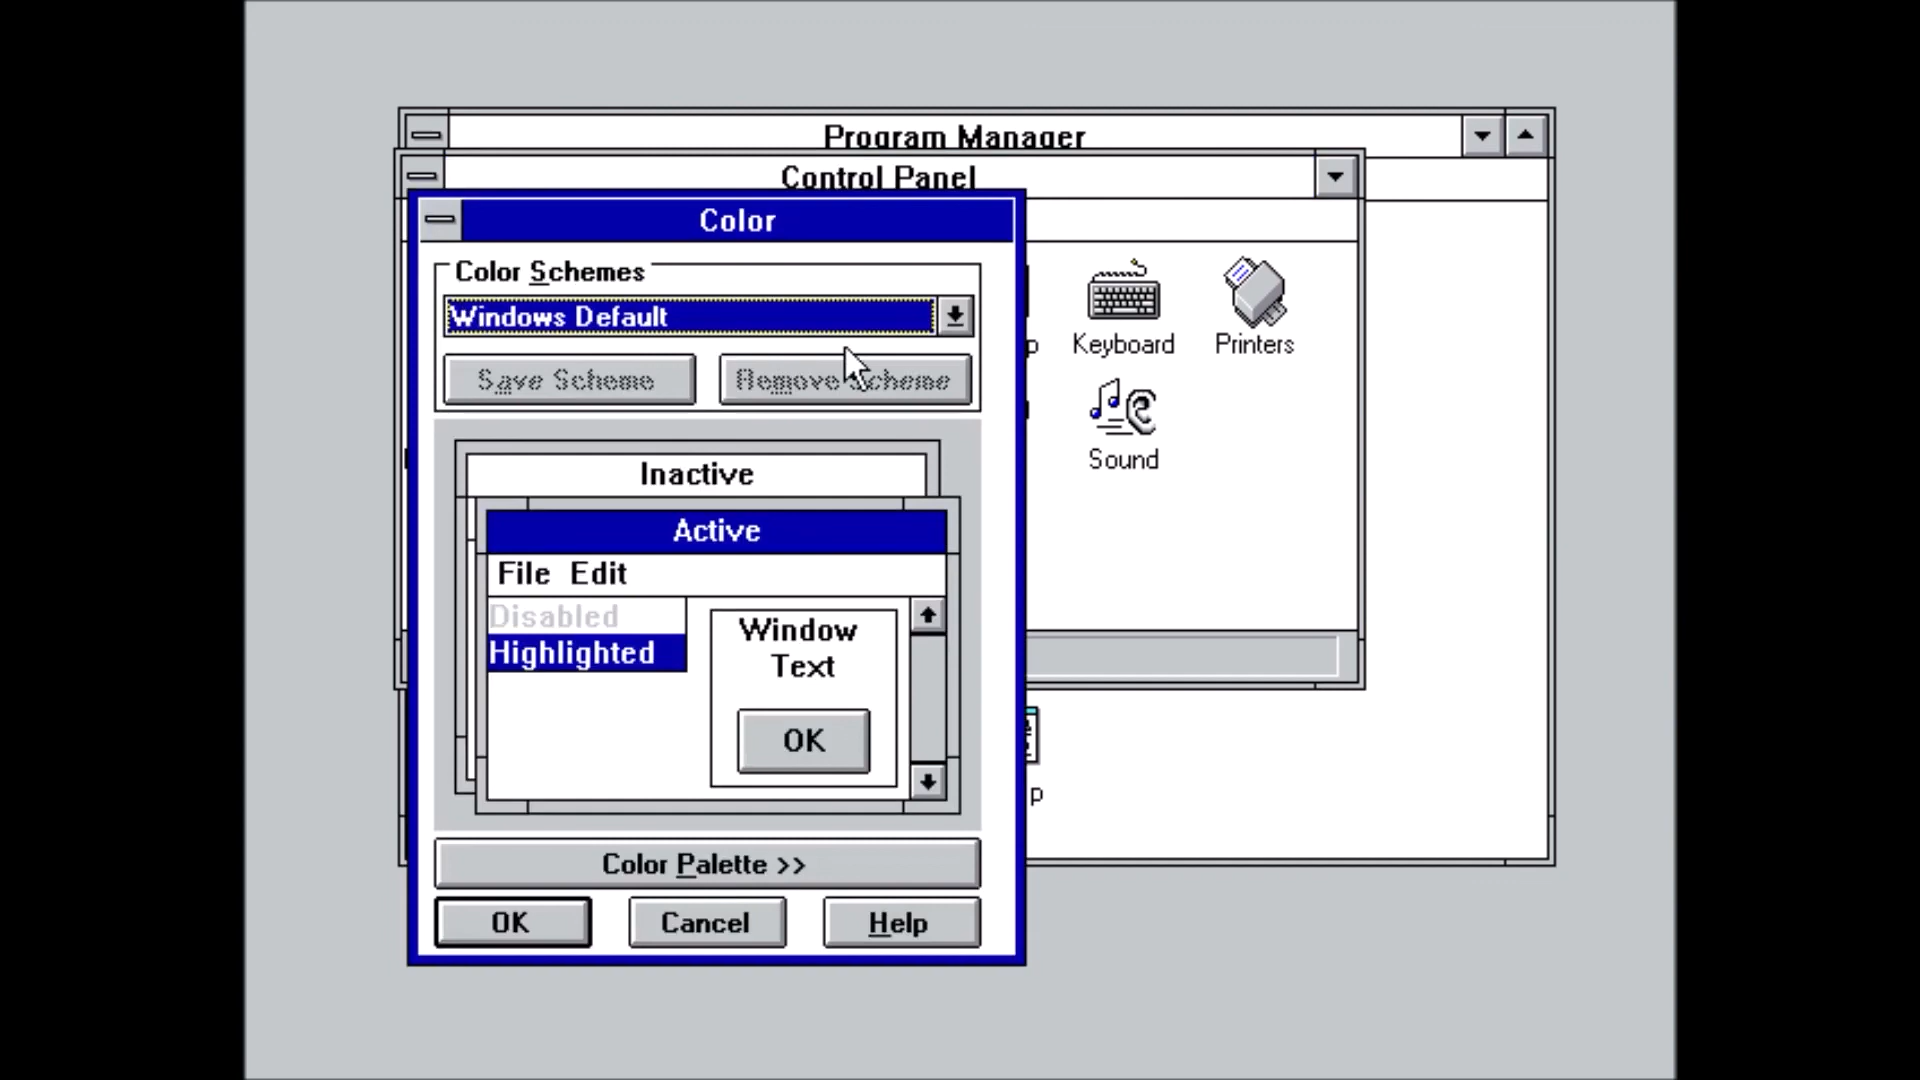 Program Manager
Control Panel
Color
Color Schemes
Windows Default
Save Scheme
Remove Scheme
Keyboard
Printers
Sound
Inactive
Active
File Edit
Disabled
Highlighted
Window
Text
OK
Color Palette >>
OK
Cancel
Help
p
p